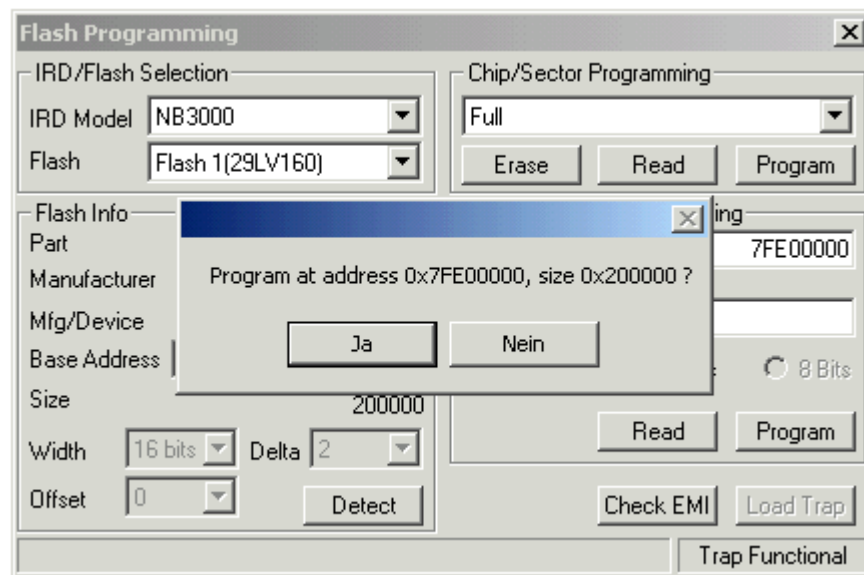 Flash Programming
IRD/Flash Selection
IRD Model NB3000
Flash Flash 1(29LV160)
Chip/Sector Programming
Full
Erase Read Program
Flash Info
Part
Manufacturer
Mfg/Device
Base Address
Size 200000
Width 16 bits Delta 2
Offset 0 Detect
Program at address 0x7FE00000, size 0x200000 ?
Ja Nein
ing
7FE00000
8 Bits
Read Program
Check EMI Load Trap
Trap Functional